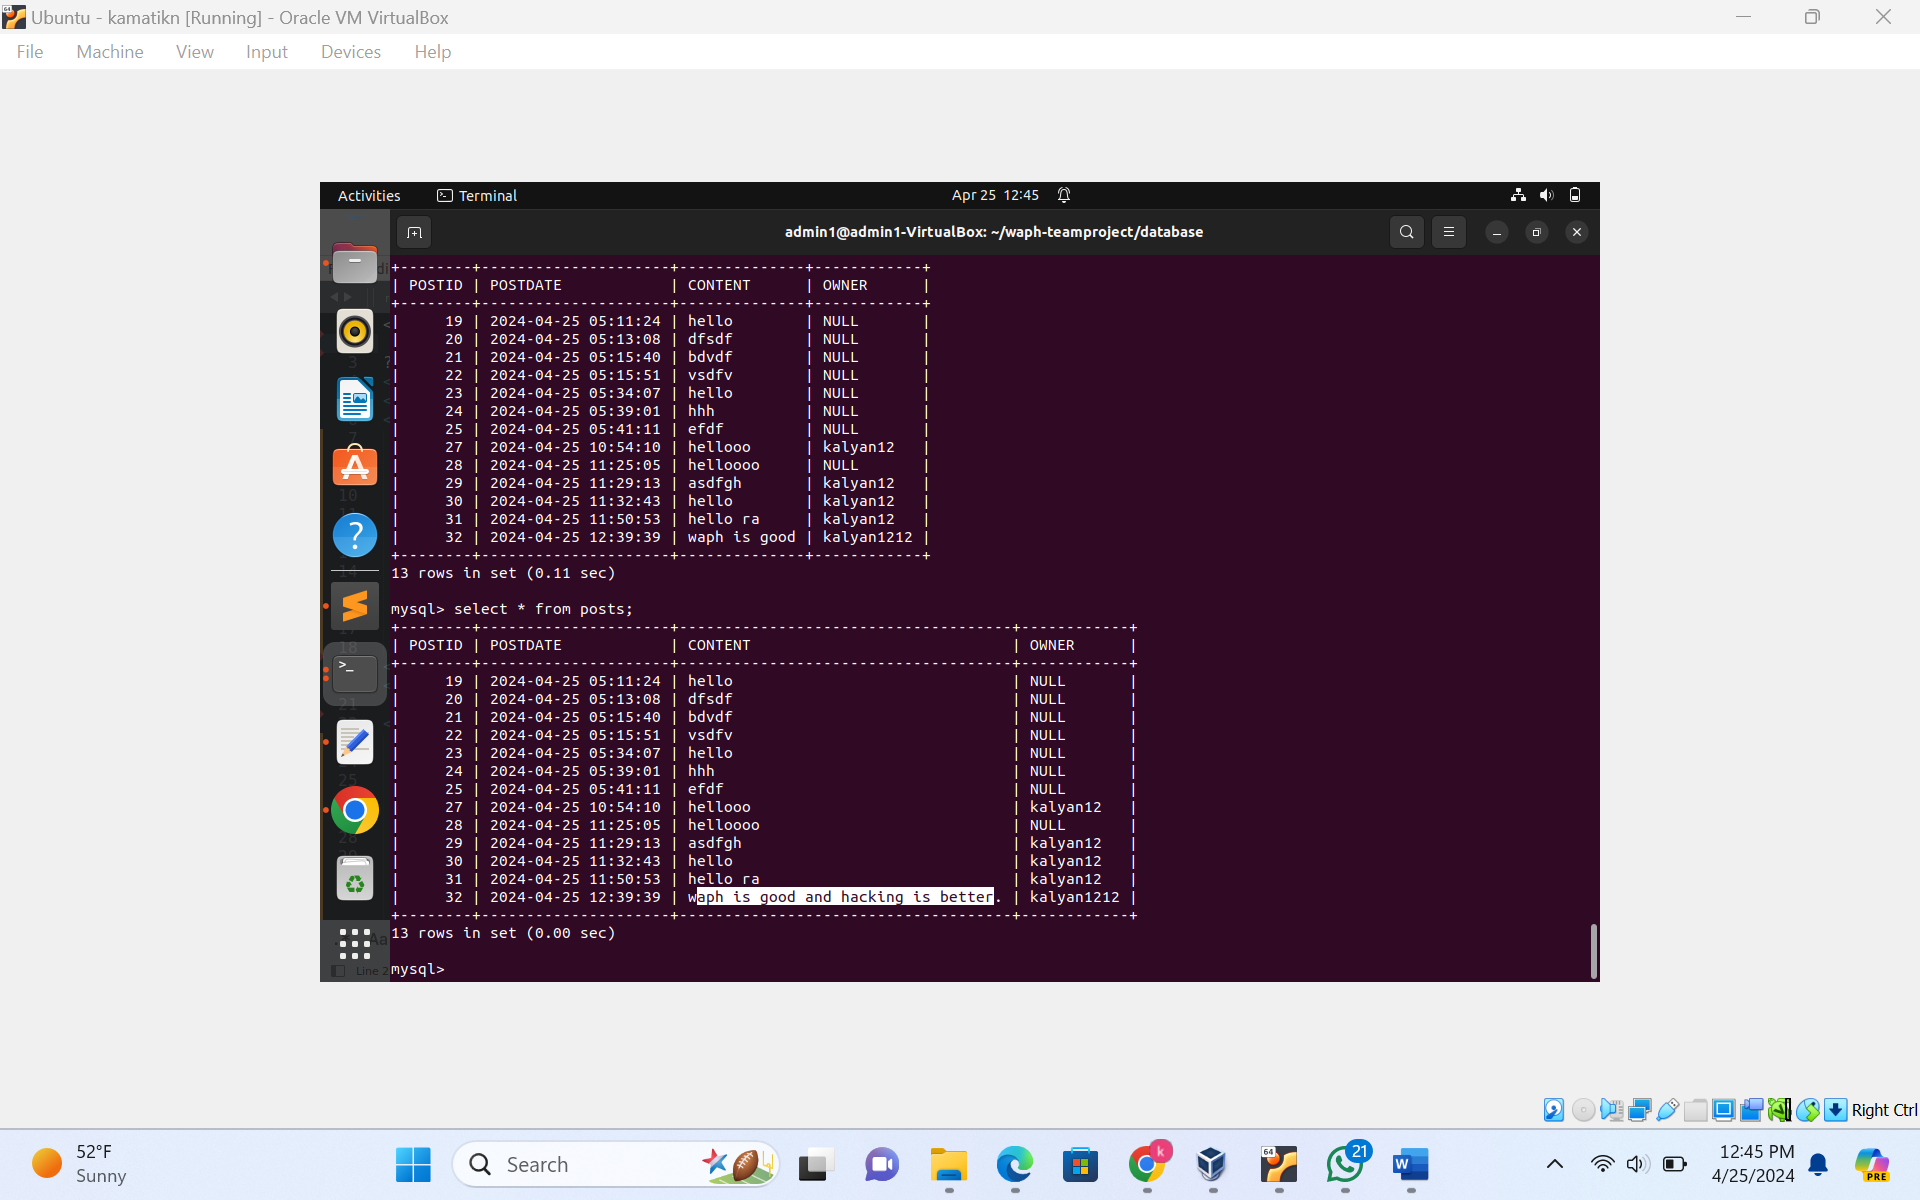 Ubuntu - kamatikn [Running] - Oracle VM VirtualBox
File Machine View Input Devices Help
Activities Terminal Apr 25 12:45
admin1@admin1-VirtualBox: ~/waph-teamproject/database
+--------+---------------------+--------------+------------+
| POSTID | POSTDATE            | CONTENT      | OWNER      |
+--------+---------------------+--------------+------------+
|     19 | 2024-04-25 05:11:24 | hello        | NULL       |
|     20 | 2024-04-25 05:13:08 | dfsdf        | NULL       |
|     21 | 2024-04-25 05:15:40 | bdvdf        | NULL       |
|     22 | 2024-04-25 05:15:51 | vsdfv        | NULL       |
|     23 | 2024-04-25 05:34:07 | hello        | NULL       |
|     24 | 2024-04-25 05:39:01 | hhh          | NULL       |
|     25 | 2024-04-25 05:41:11 | efdf         | NULL       |
|     27 | 2024-04-25 10:54:10 | hellooo      | kalyan12   |
|     28 | 2024-04-25 11:25:05 | helloooo     | NULL       |
|     29 | 2024-04-25 11:29:13 | asdfgh       | kalyan12   |
|     30 | 2024-04-25 11:32:43 | hello        | kalyan12   |
|     31 | 2024-04-25 11:50:53 | hello ra     | kalyan12   |
|     32 | 2024-04-25 12:39:39 | waph is good | kalyan1212 |
+--------+---------------------+--------------+------------+
13 rows in set (0.11 sec)
mysql> select * from posts;
+--------+---------------------+-------------------------------------+------------+
| POSTID | POSTDATE            | CONTENT                             | OWNER      |
+--------+---------------------+-------------------------------------+------------+
|     19 | 2024-04-25 05:11:24 | hello                               | NULL       |
|     20 | 2024-04-25 05:13:08 | dfsdf                               | NULL       |
|     21 | 2024-04-25 05:15:40 | bdvdf                               | NULL       |
|     22 | 2024-04-25 05:15:51 | vsdfv                               | NULL       |
|     23 | 2024-04-25 05:34:07 | hello                               | NULL       |
|     24 | 2024-04-25 05:39:01 | hhh                                 | NULL       |
|     25 | 2024-04-25 05:41:11 | efdf                                | NULL       |
|     27 | 2024-04-25 10:54:10 | hellooo                             | kalyan12   |
|     28 | 2024-04-25 11:25:05 | helloooo                            | NULL       |
|     29 | 2024-04-25 11:29:13 | asdfgh                              | kalyan12   |
|     30 | 2024-04-25 11:32:43 | hello                               | kalyan12   |
|     31 | 2024-04-25 11:50:53 | hello ra                            | kalyan12   |
|     32 | 2024-04-25 12:39:39 | waph is good and hacking is better. | kalyan1212 |
+--------+---------------------+-------------------------------------+------------+
13 rows in set (0.00 sec)
mysql>
Line 2
Right Ctrl
52°F
Sunny
Search
64
k
21
W
12:45 PM
4/25/2024
PRE